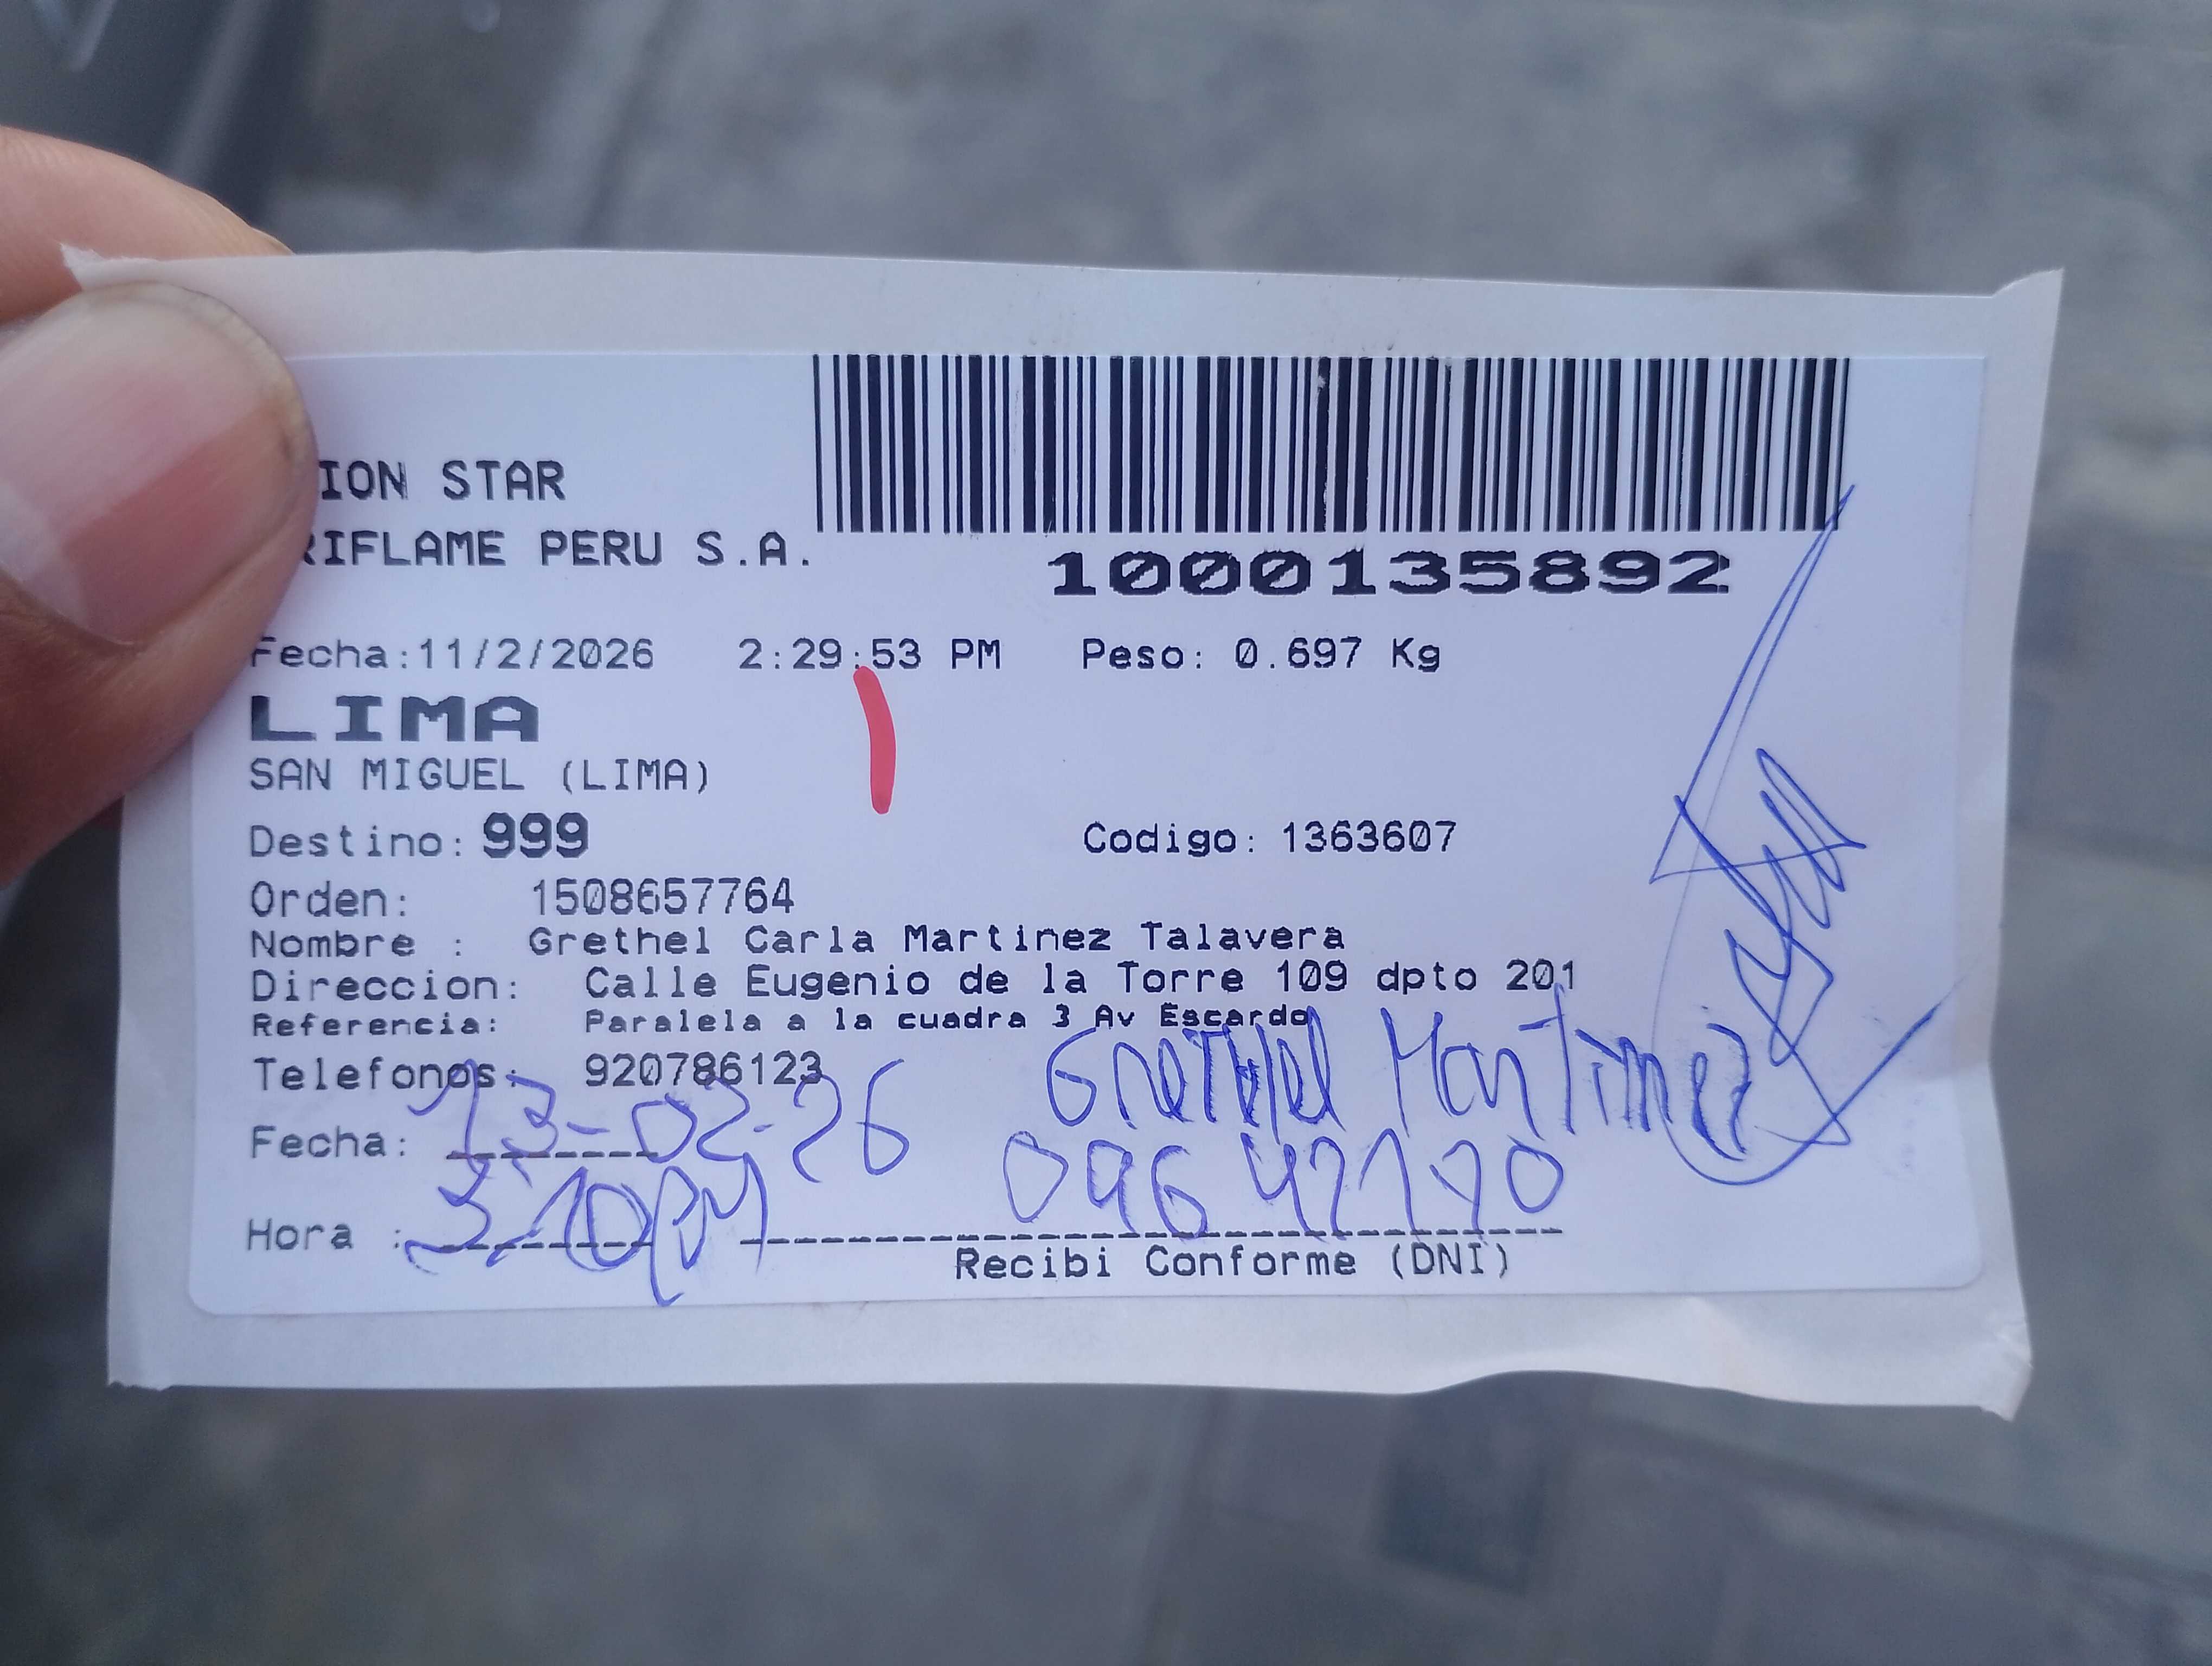 ION STAR
RIFLAME PERU S.A.
1000135892
Fecha:11/2/2026 2:29:53 PM Peso: 0.697 Kg
LIMA
SAN MIGUEL (LIMA)
Destino: 999 Codigo: 1363607
Orden: 1508657764
Nombre : Grethel Carla Martinez Talavera
Direccion: Calle Eugenio de la Torre 109 dpto 201
Referencia: Paralela a la cuadra 3 Av Escardo
Telefonos: 920786123
Grethel Martinez
Fecha: 13-02-26
Hora : 3:10PM
Recibi Conforme (DNI)